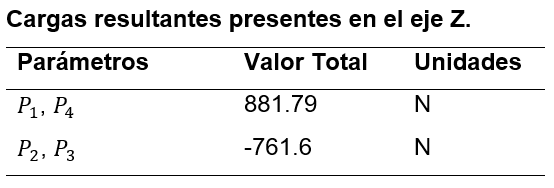 Cargas resultantes presentes en el eje Z.
Parámetros Valor Total Unidades
P₁, P₄ 881.79 N
P₂, P₃ -761.6 N